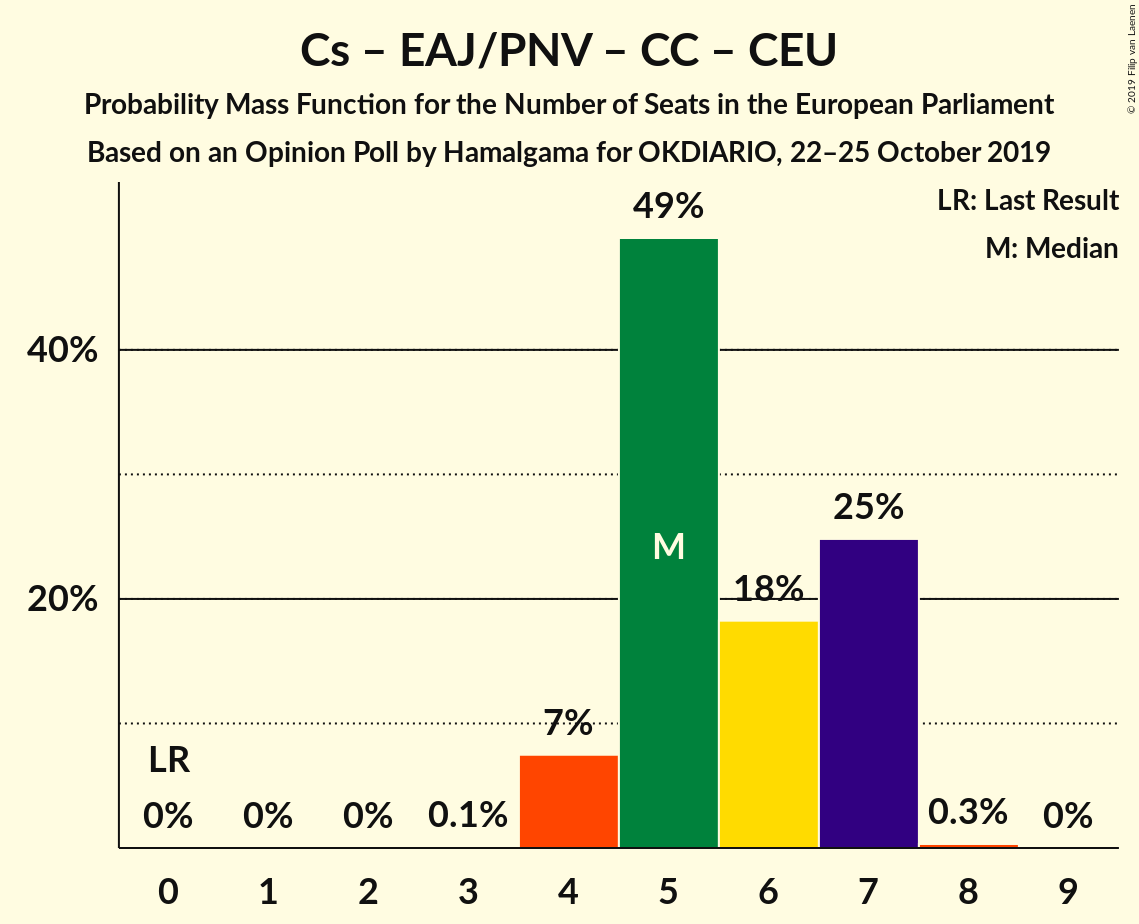 Cs – EAJ/PNV – CC – CEU
Probability Mass Function for the Number of Seats in the European Parliament
Based on an Opinion Poll by Hamalgama for OKDIARIO, 22–25 October 2019
© 2019 Filip van Laenen
LR: Last Result
M: Median
49%
40%
25%
M
18%
20%
7%
LR
0% 0% 0% 0.1% 0.3% 0%
0 1 2 3 4 5 6 7 8 9